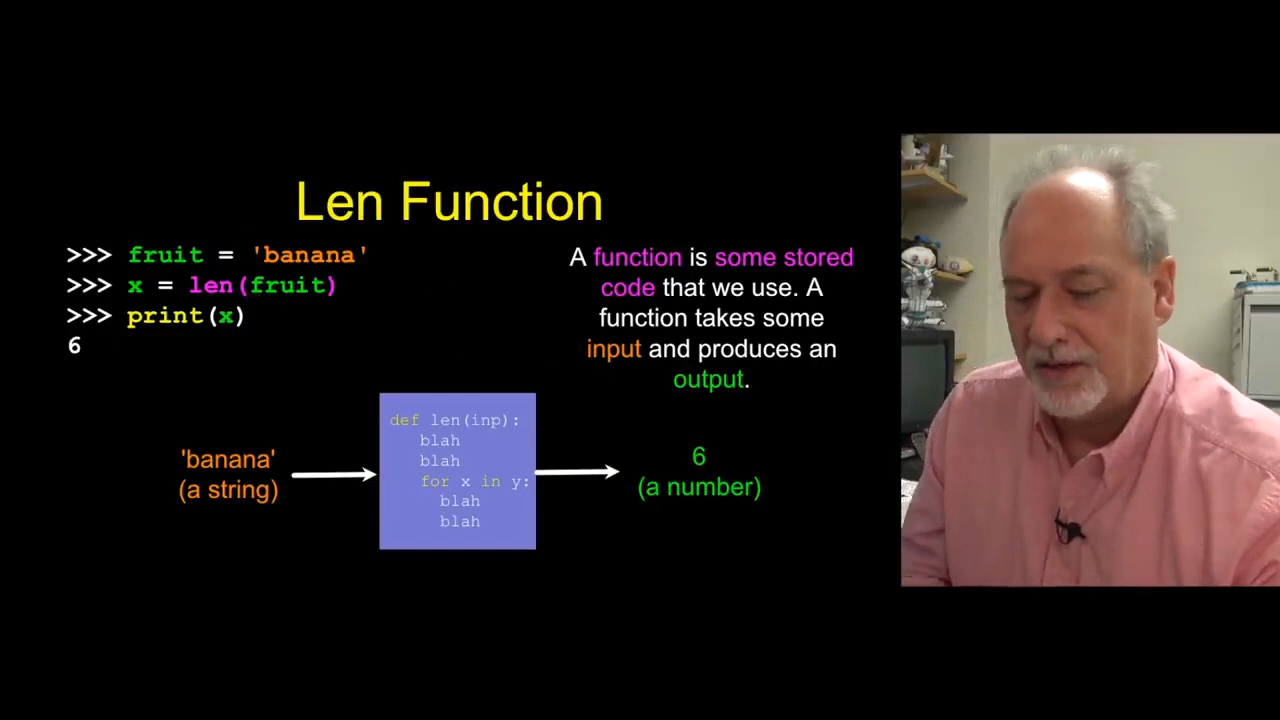 Len Function
>>> fruit = 'banana'
>>> x = len(fruit)
>>> print(x)
6
A function is some stored
code that we use. A
function takes some
input and produces an
output.
'banana'
(a string)
def len(inp):
blah
blah
for x in y:
blah
blah
6
(a number)